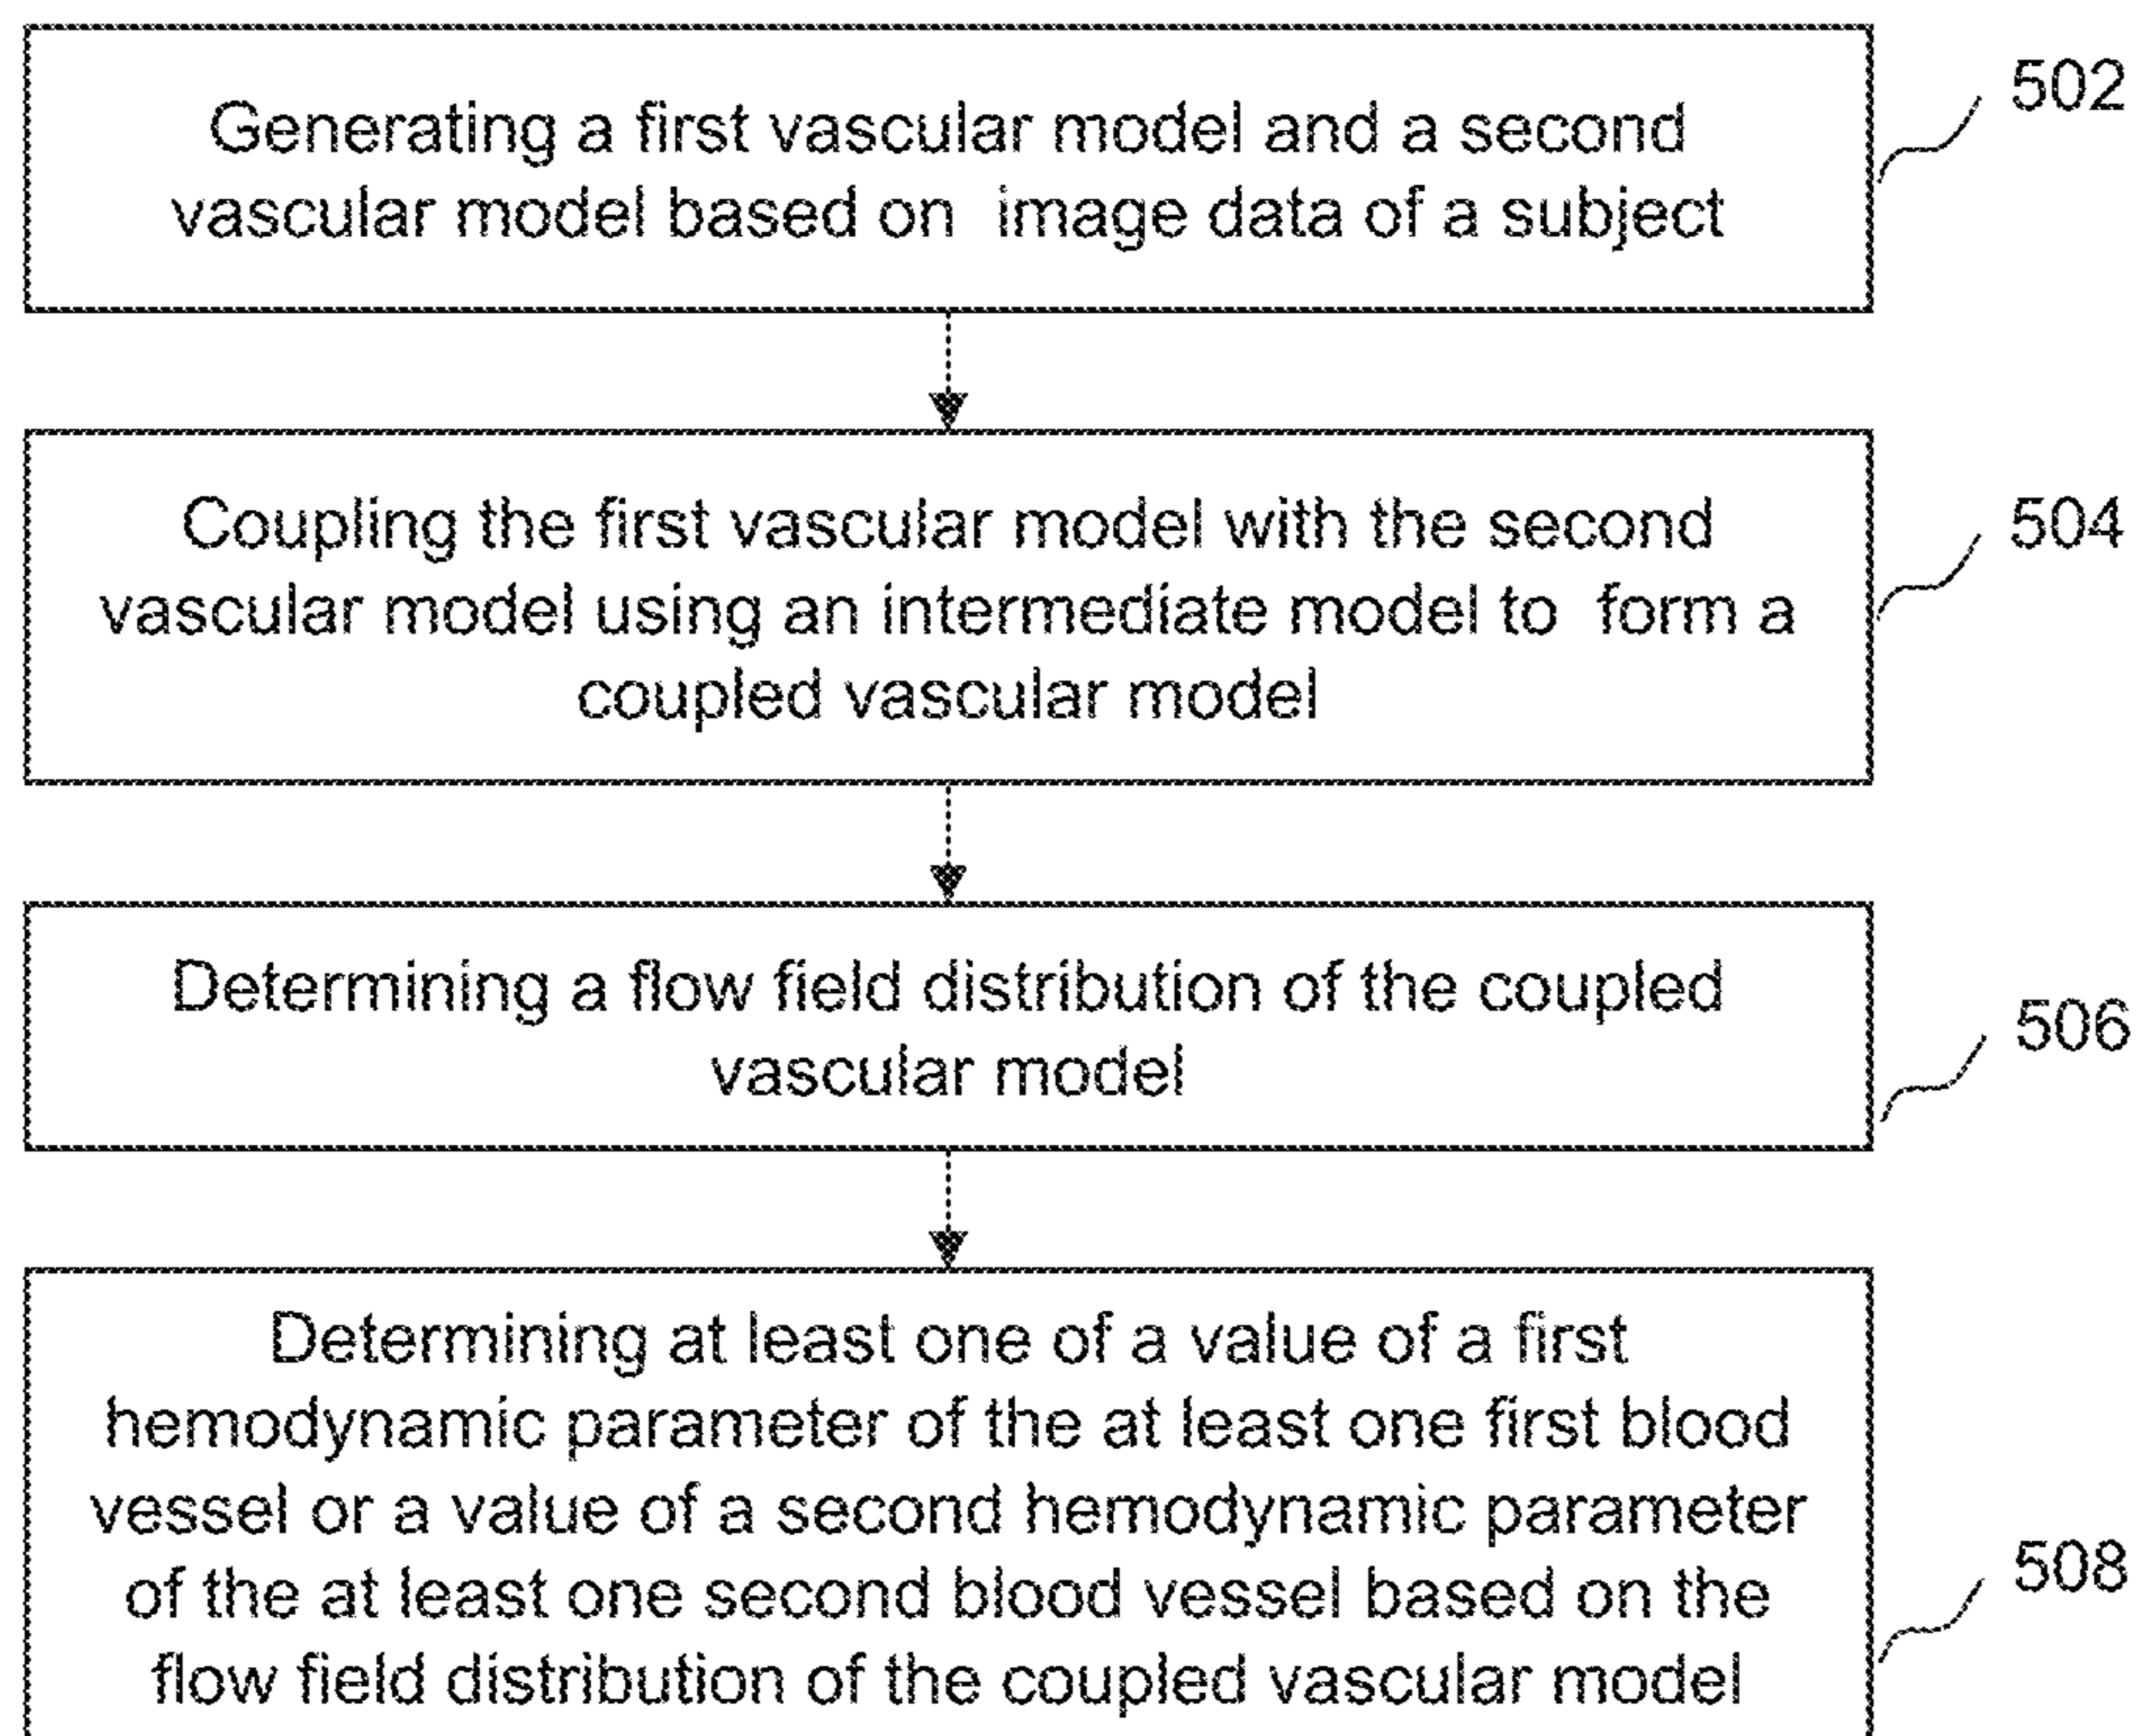 Generating a first vascular model and a second
vascular model based on image data of a subject
502
Coupling the first vascular model with the second
vascular model using an intermediate model to form a
coupled vascular model
504
Determining a flow field distribution of the coupled
vascular model
506
Determining at least one of a value of a first
hemodynamic parameter of the at least one first blood
vessel or a value of a second hemodynamic parameter
of the at least one second blood vessel based on the
flow field distribution of the coupled vascular model
508